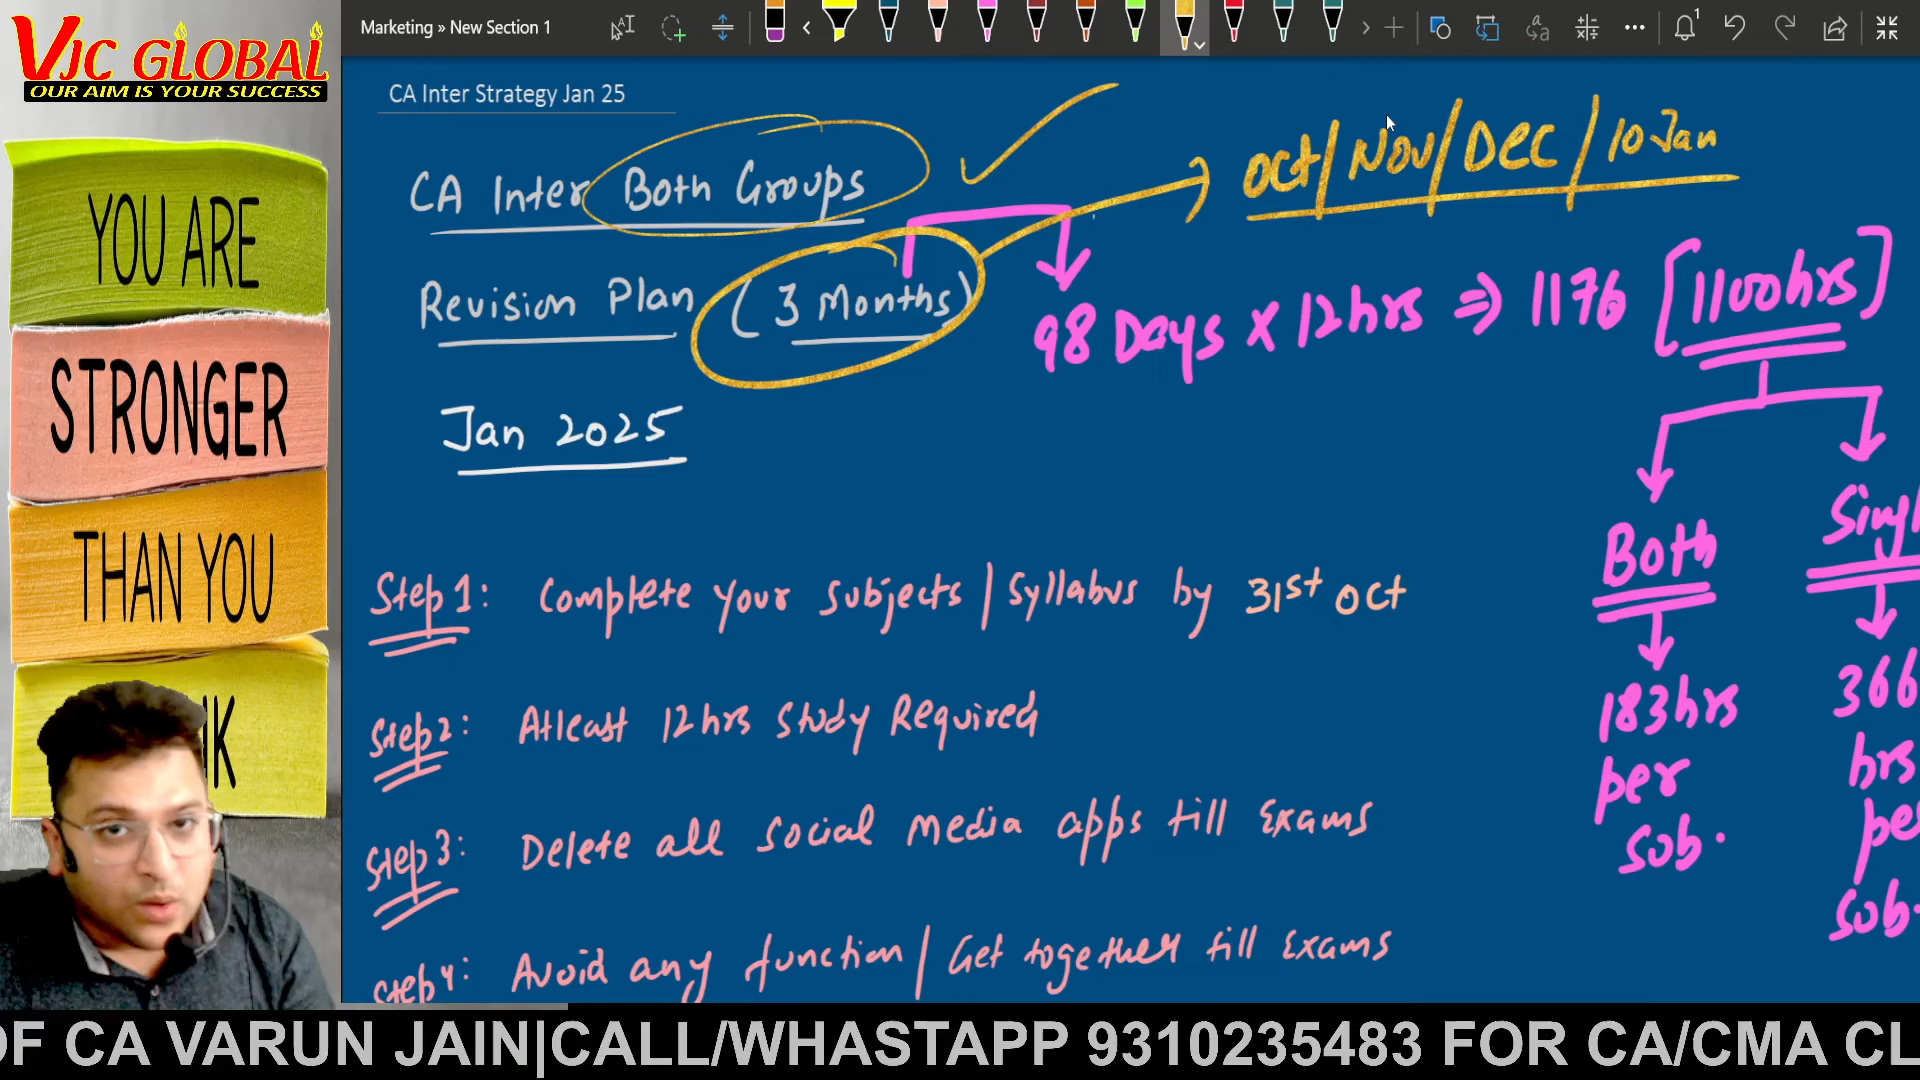 VJC GLOBAL
OUR AIM IS YOUR SUCCESS
YOU ARE
STRONGER
THAN YOU
Marketing » New Section 1
CA Inter Strategy Jan 25
CA Inter Both Groups
Oct/Nov/Dec/10 Jan
Revision Plan (3 Months)
98 Days x 12hrs ⇒ 1176 [1100hrs]
Jan 2025
Both
183hrs
per
sub.
366
hrs
sub.
Step 1: Complete your subjects/syllabus by 31st Oct
Step 2: Atleast 12hrs study Required
Step 3: Delete all social media apps till Exams
Step 4: Avoid any function/Get together till Exams
OF CA VARUN JAIN|CALL/WHASTAPP 9310235483 FOR CA/CMA CL